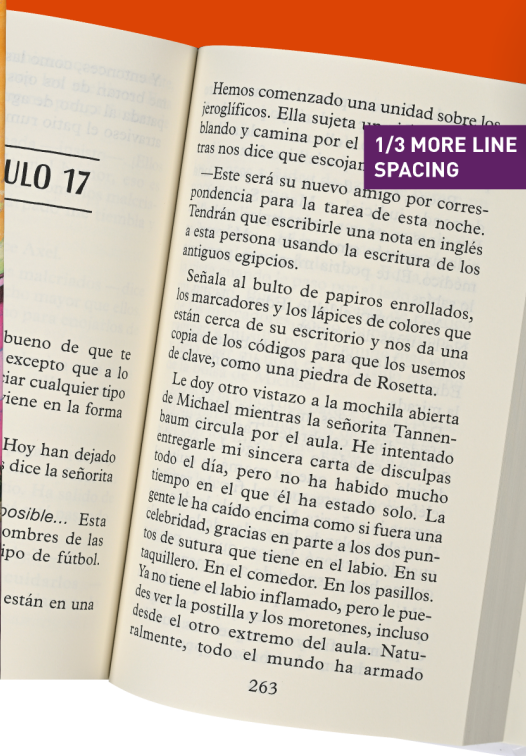 ULO 17
bueno de que te
excepto que a lo
iar cualquier tipo
viene en la forma
Hoy han dejado
dice la señorita
posible... Esta
ombres de las
ipo de fútbol.
están en una
Hemos comenzado una unidad sobre los
jeroglíficos. Ella sujeta
blando y camina por el
tras nos dice que escojan
1/3 MORE LINE
SPACING
—Este será su nuevo amigo por corres-
pondencia para la tarea de esta noche.
Tendrán que escribirle una nota en inglés
a esta persona usando la escritura de los
antiguos egipcios.
Señala al bulto de papiros enrollados,
los marcadores y los lápices de colores que
están cerca de su escritorio y nos da una
copia de los códigos para que los usemos
de clave, como una piedra de Rosetta.
Le doy otro vistazo a la mochila abierta
de Michael mientras la señorita Tannen-
baum circula por el aula. He intentado
entregarle mi sincera carta de disculpas
todo el día, pero no ha habido mucho
tiempo en el que él ha estado solo. La
gente le ha caído encima como si fuera una
celebridad, gracias en parte a los dos pun-
tos de sutura que tiene en el labio. En su
taquillero. En el comedor. En los pasillos.
Ya no tiene el labio inflamado, pero le pue-
des ver la postilla y los moretones, incluso
desde el otro extremo del aula. Natu-
ralmente, todo el mundo ha armado
263